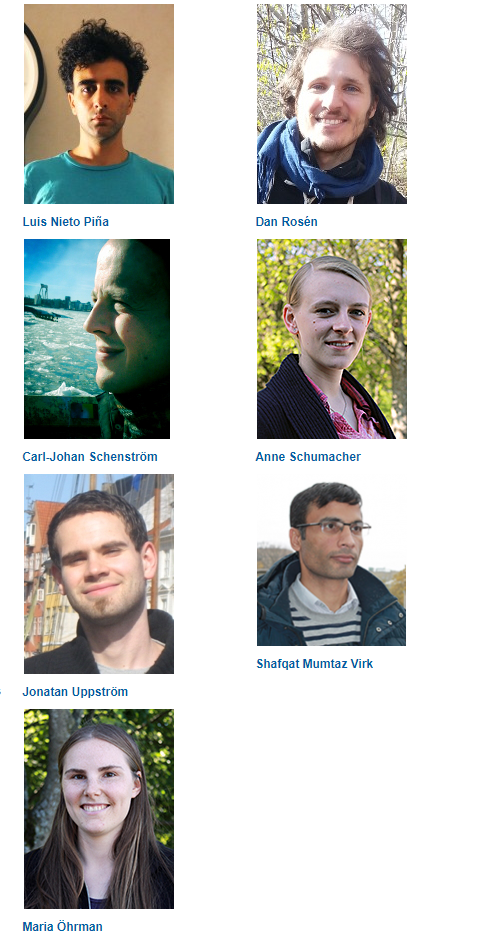 Luis Nieto Piña
Dan Rosén
Carl-Johan Schenström
Anne Schumacher
Jonatan Uppström
Shafqat Mumtaz Virk
Maria Öhrman